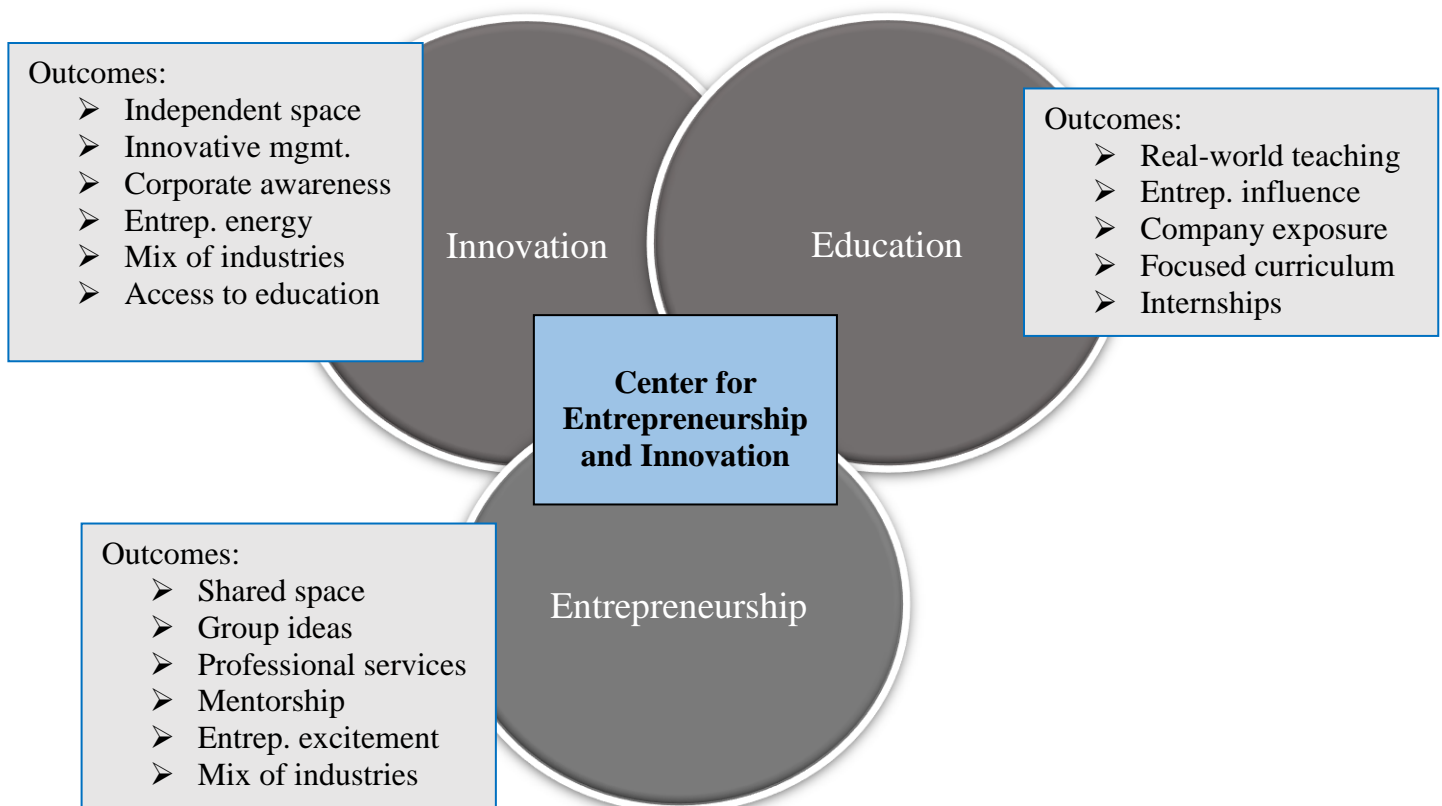 Outcomes:
➢ Independent space
➢ Innovative mgmt.
➢ Corporate awareness
➢ Entrep. energy
➢ Mix of industries
➢ Access to education
Innovation
Education
Outcomes:
➢ Real-world teaching
➢ Entrep. influence
➢ Company exposure
➢ Focused curriculum
➢ Internships
Center for
Entrepreneurship
and Innovation
Outcomes:
➢ Shared space
➢ Group ideas
➢ Professional services
➢ Mentorship
➢ Entrep. excitement
➢ Mix of industries
Entrepreneurship